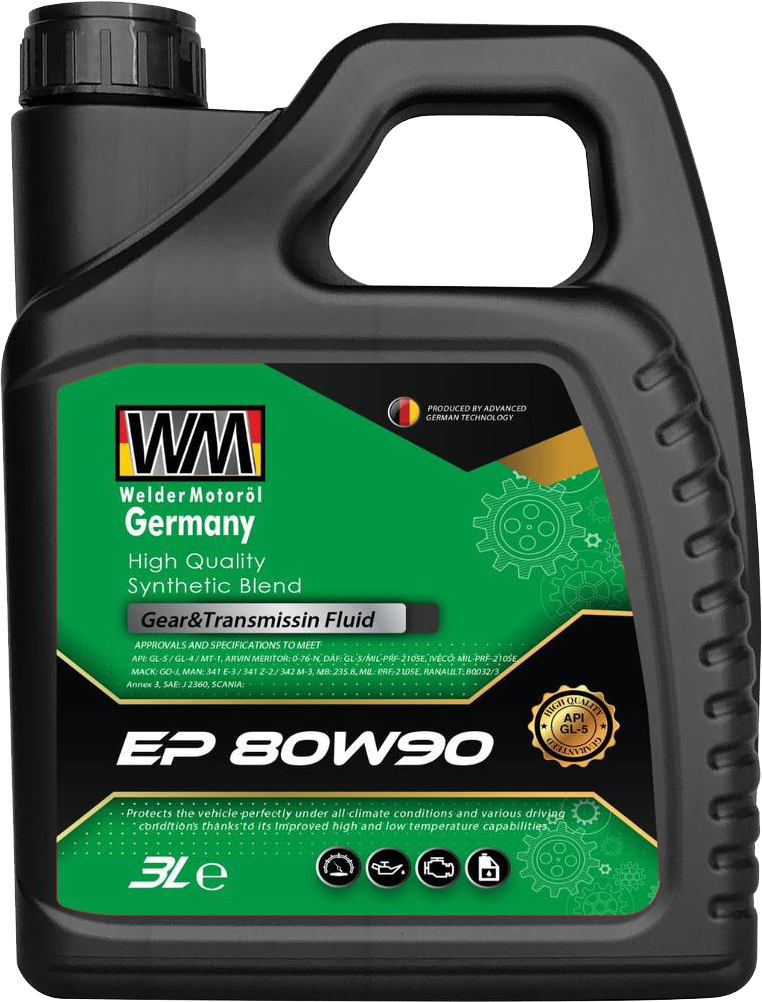 PRODUCED BY ADVANCED
GERMAN TECHNOLOGY
WM
Welder Motoröl
Germany
High Quality
Synthetic Blend
Gear&Transmissin Fluid
APPROVALS AND SPECIFICATIONS TO MEET
API: GL-5 / GL-4 / MT-1, ARVIN MERITOR: 0-76-N, DAF: GL-5/MIL-PRF-2105E, IVECO: MIL-PRF-2105E,
MACK: GO-J, MAN: 341 E-3 / 341 Z-2 / 342 M-3, MB: 235.8, MIL: PRF-2105E, RANAULT: B0032/3
Annex 3, SAE: J 2360, SCANIA:
HIGH QUALITY
API
GL-5
GUARANTEED
EP 80W90
Protects the vehicle perfectly under all climate conditions and various driving
conditions thanks to its improved high and low temperature capabilities.
3L e